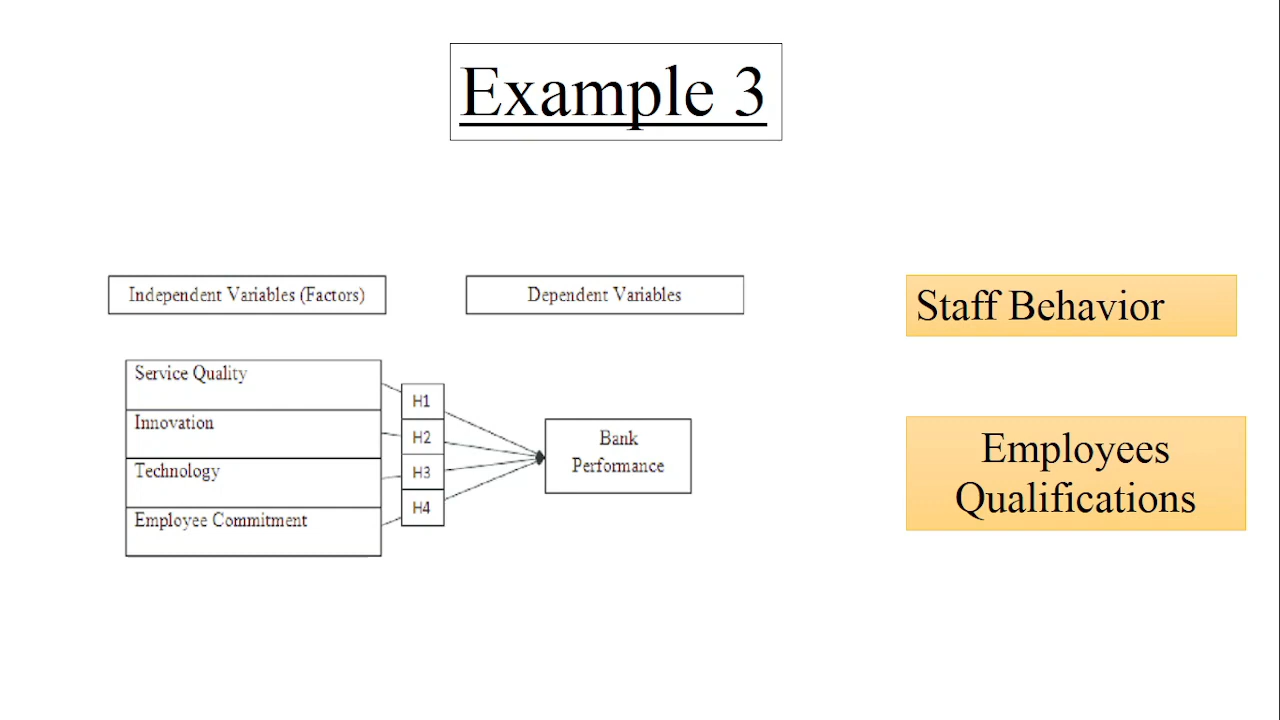 Example 3
Independent Variables (Factors)
Dependent Variables
Staff Behavior
Service Quality
Innovation
Technology
Employee Commitment
H1
H2
H3
H4
Bank
Performance
Employees
Qualifications